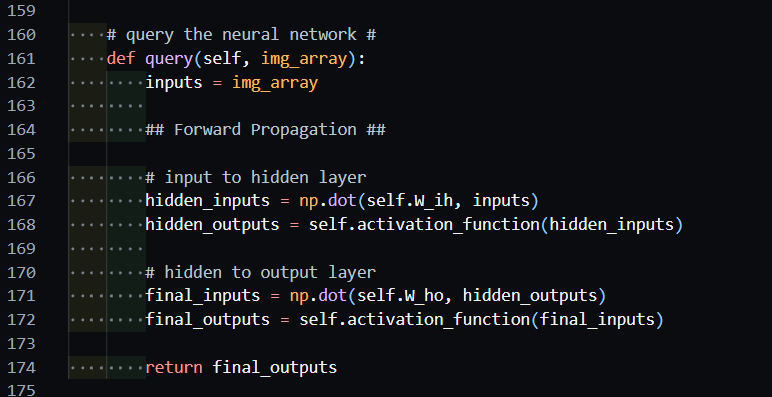 159
160 # query the neural network #
161 def query(self, img_array):
162 inputs = img_array
163
164 ## Forward Propagation ##
165
166 # input to hidden layer
167 hidden_inputs = np.dot(self.W_ih, inputs)
168 hidden_outputs = self.activation_function(hidden_inputs)
169
170 # hidden to output layer
171 final_inputs = np.dot(self.W_ho, hidden_outputs)
172 final_outputs = self.activation_function(final_inputs)
173
174 return final_outputs
175